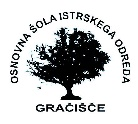 OSNOVNA ŠOLA ISTRSKEGA ODREDA
GRAČIŠČE